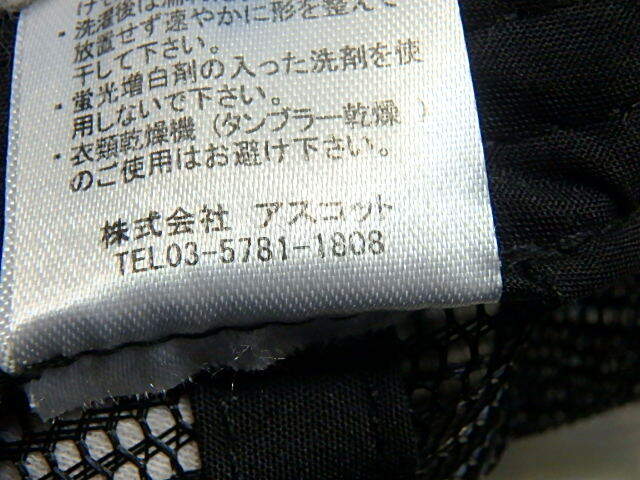 ・洗濯後は濡れた
放置せず速やかに形を整えて
干して下さい。
・蛍光増白剤の入った洗剤を使
用しないで下さい。
・衣類乾燥機（タンブラー乾燥）
のご使用はお避け下さい。
株式会社 アスコット
TEL03-5781-1808